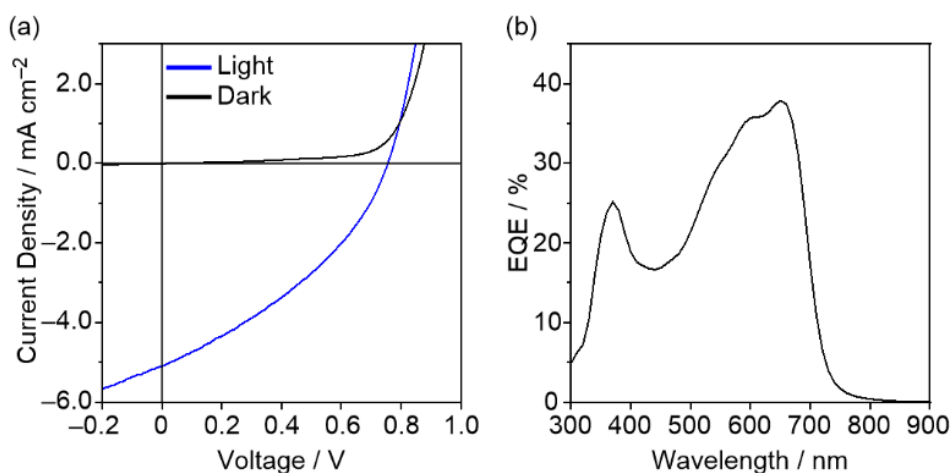 (a)
Current Density / mA cm⁻²
2.0
0.0
–2.0
–4.0
–6.0
Light
Dark
–0.2 0 0.2 0.4 0.6 0.8 1.0
Voltage / V
(b)
EQE / %
40
30
20
10
0
300 400 500 600 700 800 900
Wavelength / nm